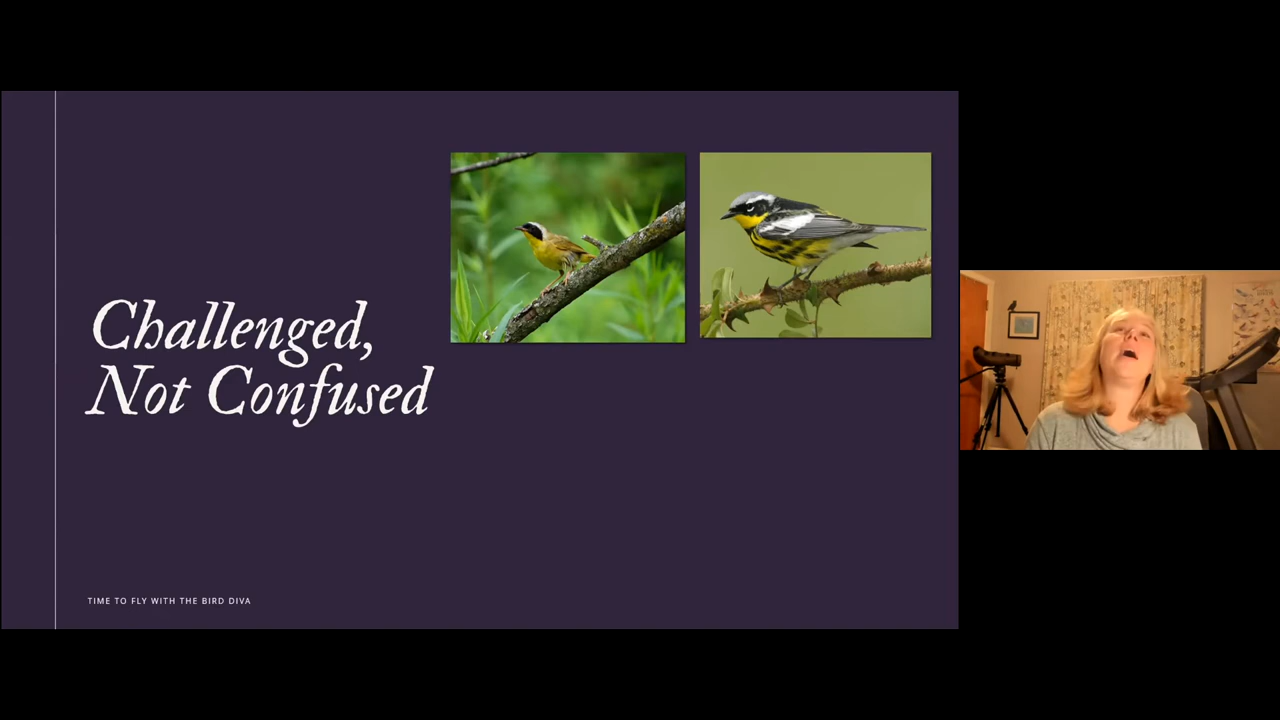 Challenged,
Not Confused
TIME TO FLY WITH THE BIRD DIVA